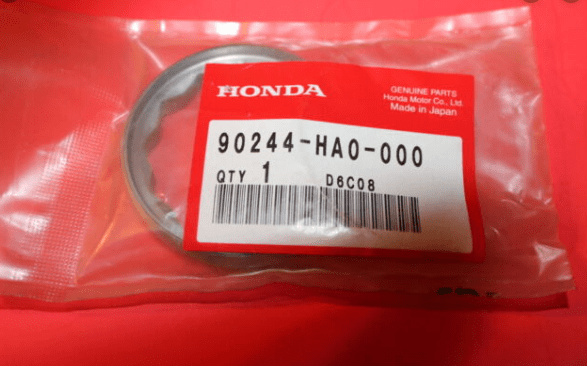 HONDA
GENUINE PARTS
Honda Motor Co., Ltd.
Made in Japan
90244-HA0-000
QTY 1 D6C08